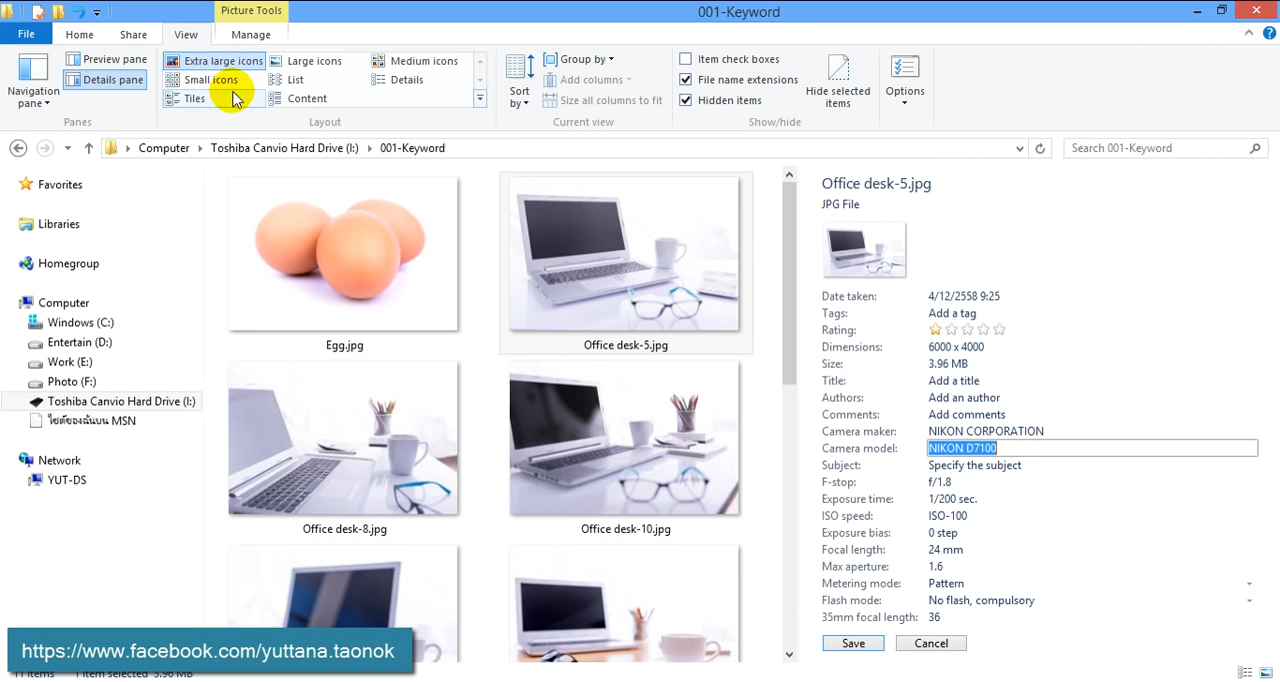 Picture Tools
001-Keyword
File
Home
Share
View
Manage
Navigation pane
Preview pane
Details pane
Panes
Extra large icons
Large icons
Medium icons
Small icons
List
Details
Tiles
Content
Layout
Sort by
Group by
Add columns
Size all columns to fit
Current view
Item check boxes
File name extensions
Hidden items
Hide selected items
Show/hide
Options
Computer
Toshiba Canvio Hard Drive (I:)
001-Keyword
Search 001-Keyword
Favorites
Libraries
Homegroup
Computer
Windows (C:)
Entertain (D:)
Work (E:)
Photo (F:)
Toshiba Canvio Hard Drive (I:)
ไซต์ของฉันบน MSN
Network
YUT-DS
Egg.jpg
Office desk-5.jpg
Office desk-8.jpg
Office desk-10.jpg
Office desk-5.jpg
JPG File
Date taken: 4/12/2558 9:25
Tags: Add a tag
Rating:
Dimensions: 6000 x 4000
Size: 3.96 MB
Title: Add a title
Authors: Add an author
Comments: Add comments
Camera maker: NIKON CORPORATION
Camera model: NIKON D7100
Subject: Specify the subject
F-stop: f/1.8
Exposure time: 1/200 sec.
ISO speed: ISO-100
Exposure bias: 0 step
Focal length: 24 mm
Max aperture: 1.6
Metering mode: Pattern
Flash mode: No flash, compulsory
35mm focal length: 36
Save
Cancel
https://www.facebook.com/yuttana.taonok
11 items 1 item selected 3.96 MB